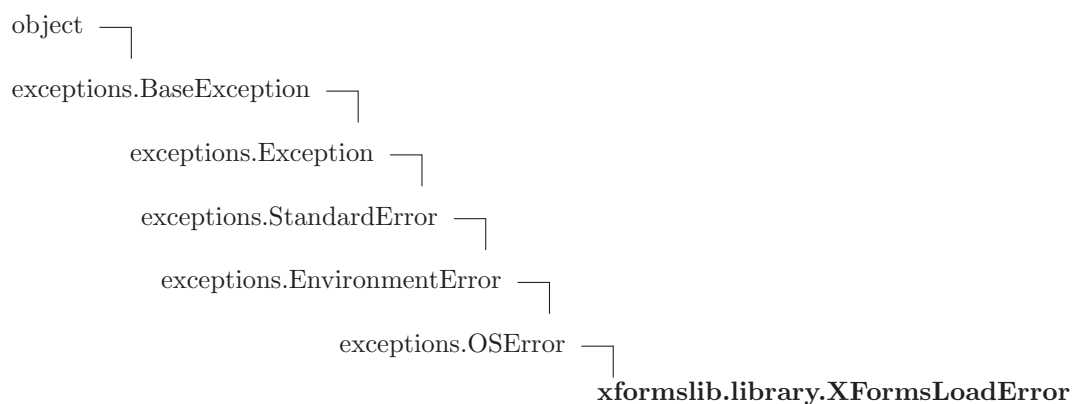 object
exceptions.BaseException
exceptions.Exception
exceptions.StandardError
exceptions.EnvironmentError
exceptions.OSError
xformslib.library.XFormsLoadError